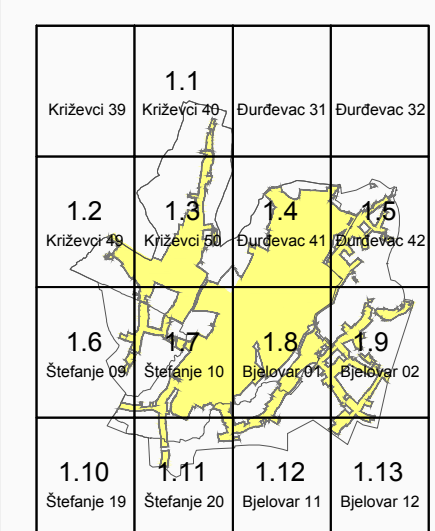 1.1
Križevci 39 Križevci 40 Đurđevac 31 Đurđevac 32
1.2 1.3 1.4 1.5
Križevci 49 Križevci 50 Đurđevac 41 Đurđevac 42
1.6 1.7 1.8 1.9
Štefanje 09 Štefanje 10 Bjelovar 01 Bjelovar 02
1.10 1.11 1.12 1.13
Štefanje 19 Štefanje 20 Bjelovar 11 Bjelovar 12